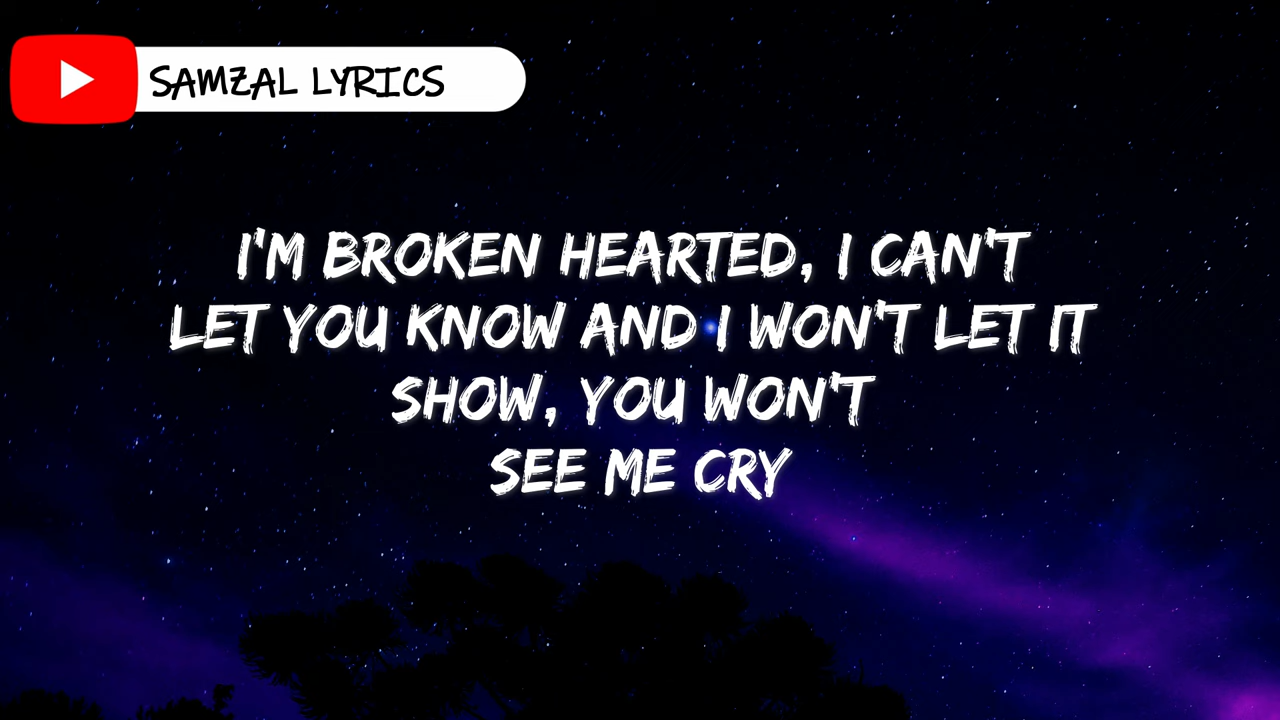 SAMZAL LYRICS
I'M BROKEN HEARTED, I CAN'T
LET YOU KNOW AND I WON'T LET IT
SHOW, YOU WON'T
SEE ME CRY